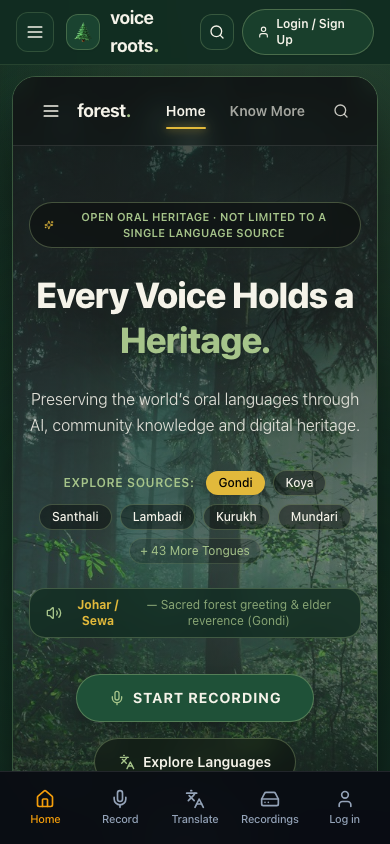 voice
roots.
Login / Sign
Up
forest.
Home
Know More
OPEN ORAL HERITAGE · NOT LIMITED TO A
SINGLE LANGUAGE SOURCE
Every Voice Holds a
Heritage.
Preserving the world's oral languages through
AI, community knowledge and digital heritage.
EXPLORE SOURCES: Gondi Koya
Santhali Lambadi Kurukh Mundari
+ 43 More Tongues
Johar /
Sewa
— Sacred forest greeting & elder
reverence (Gondi)
START RECORDING
Explore Languages
Home Record Translate Recordings Log in